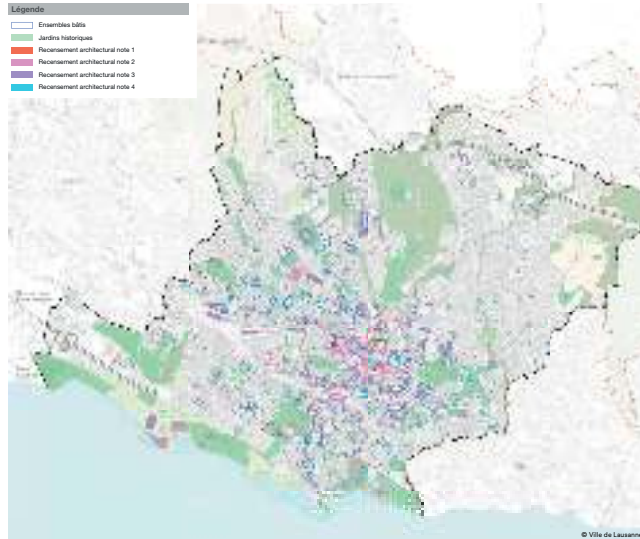 Légende
Ensembles bâtis
Jardins historiques
Recensement architectural note 1
Recensement architectural note 2
Recensement architectural note 3
Recensement architectural note 4
© Ville de Lausanne